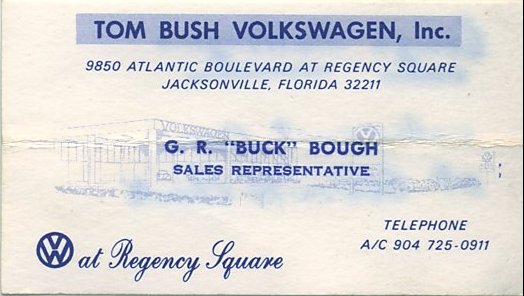 TOM BUSH VOLKSWAGEN, Inc.
9850 ATLANTIC BOULEVARD AT REGENCY SQUARE
JACKSONVILLE, FLORIDA 32211
VOLKSWAGEN
G. R. "BUCK" BOUGH
SALES REPRESENTATIVE
TELEPHONE
A/C 904 725-0911
VW at Regency Square